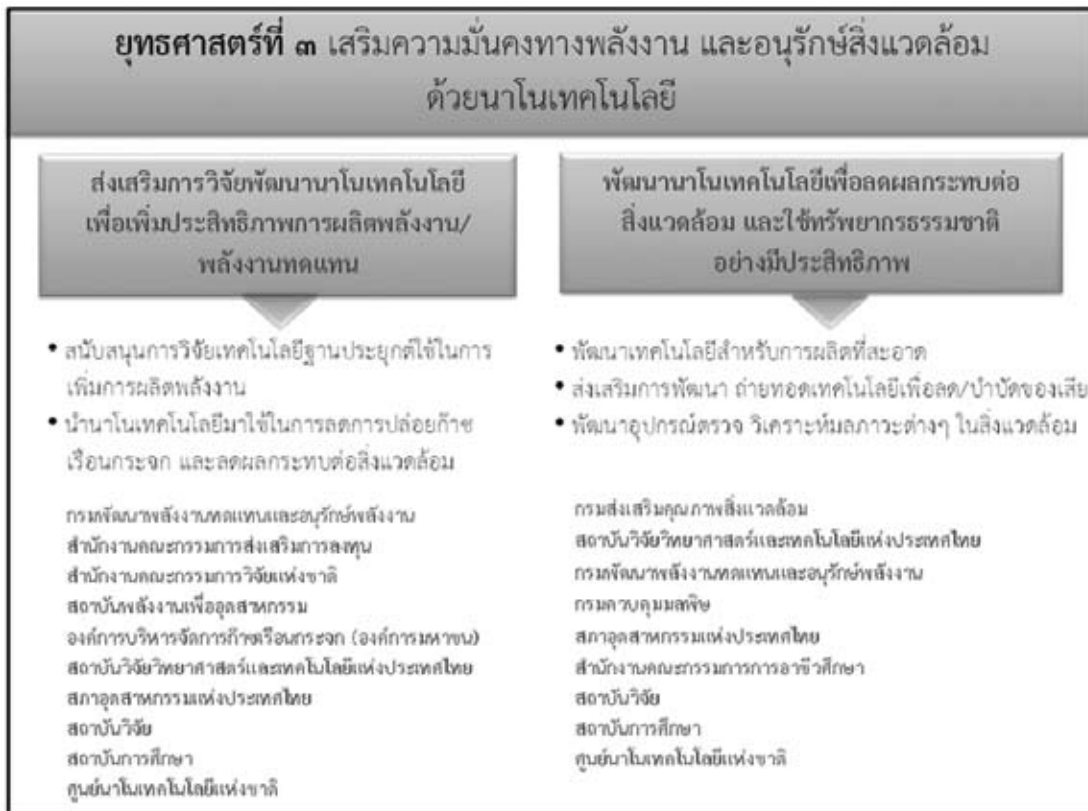 ยุทธศาสตร์ที่ ๓ เสริมความมั่นคงทางพลังงาน และอนุรักษ์สิ่งแวดล้อม
ด้วยนาโนเทคโนโลยี
ส่งเสริมการวิจัยพัฒนานาโนเทคโนโลยี
เพื่อเพิ่มประสิทธิภาพการผลิตพลังงาน/
พลังงานทดแทน
• สนับสนุนการวิจัยเทคโนโลยีฐานประยุกต์ใช้ในการ
เพิ่มการผลิตพลังงาน
• นำนาโนเทคโนโลยีมาใช้ในการลดการปล่อยก๊าซ
เรือนกระจก และลดผลกระทบต่อสิ่งแวดล้อม
กรมพัฒนาพลังงานทดแทนและอนุรักษ์พลังงาน
สำนักงานคณะกรรมการส่งเสริมการลงทุน
สำนักงานคณะกรรมการวิจัยแห่งชาติ
สถาบันพลังงานเพื่ออุตสาหกรรม
องค์การบริหารจัดการก๊าซเรือนกระจก (องค์การมหาชน)
สถาบันวิจัยวิทยาศาสตร์และเทคโนโลยีแห่งประเทศไทย
สภาอุตสาหกรรมแห่งประเทศไทย
สถาบันวิจัย
สถาบันการศึกษา
ศูนย์นาโนเทคโนโลยีแห่งชาติ
พัฒนานาโนเทคโนโลยีเพื่อลดผลกระทบต่อ
สิ่งแวดล้อม และใช้ทรัพยากรธรรมชาติ
อย่างมีประสิทธิภาพ
• พัฒนาเทคโนโลยีสำหรับการผลิตที่สะอาด
• ส่งเสริมการพัฒนา ถ่ายทอดเทคโนโลยีเพื่อลด/บำบัดของเสีย
• พัฒนาอุปกรณ์ตรวจ วิเคราะห์มลภาวะต่างๆ ในสิ่งแวดล้อม
กรมส่งเสริมคุณภาพสิ่งแวดล้อม
สถาบันวิจัยวิทยาศาสตร์และเทคโนโลยีแห่งประเทศไทย
กรมพัฒนาพลังงานทดแทนและอนุรักษ์พลังงาน
กรมควบคุมมลพิษ
สภาอุตสาหกรรมแห่งประเทศไทย
สำนักงานคณะกรรมการการอาชีวศึกษา
สถาบันวิจัย
สถาบันการศึกษา
ศูนย์นาโนเทคโนโลยีแห่งชาติ